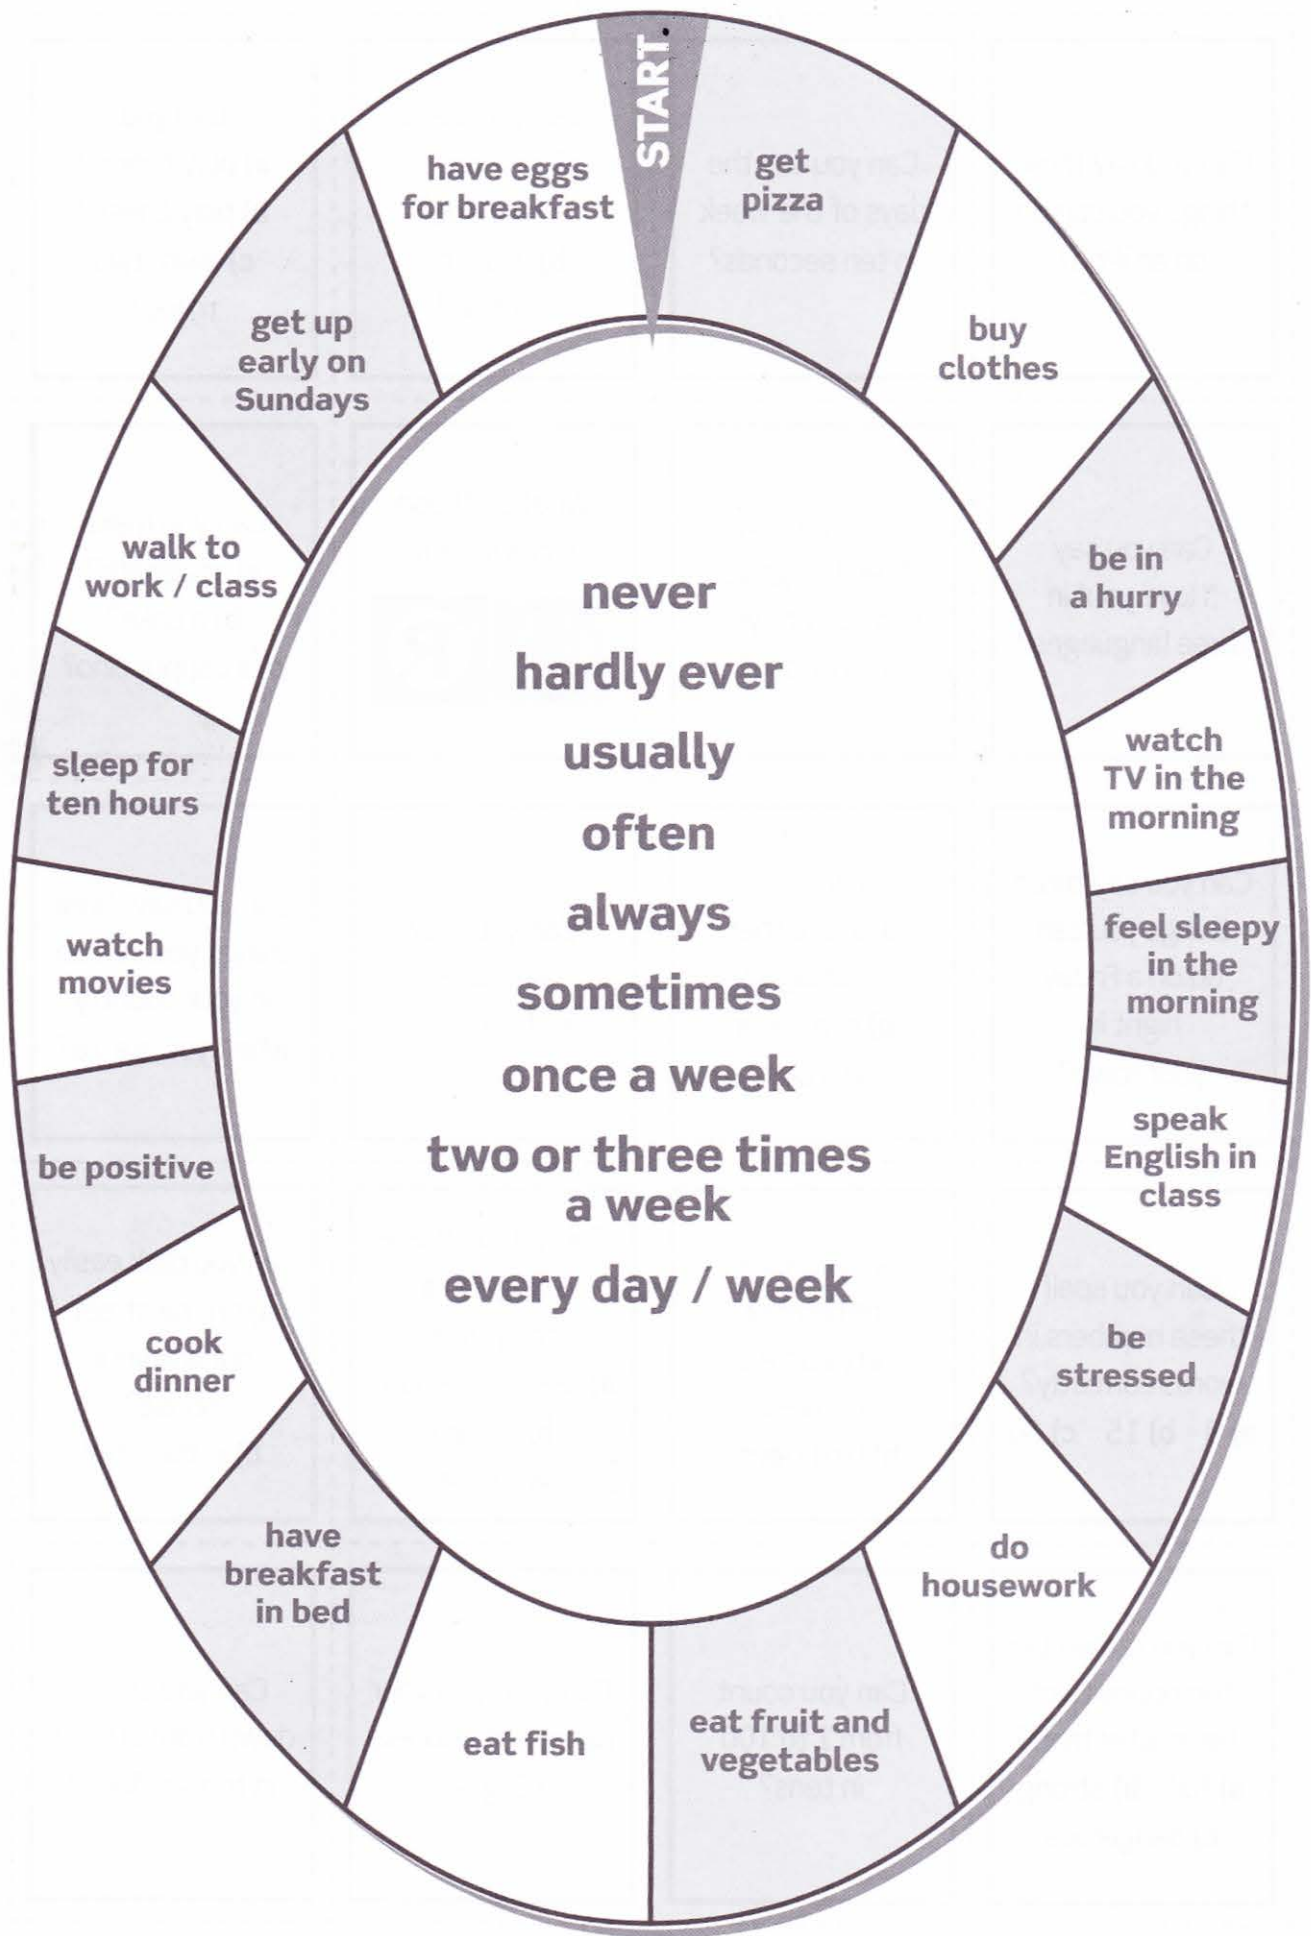 START
get
pizza
buy
clothes
be in
a hurry
watch
TV in the
morning
feel sleepy
in the
morning
speak
English in
class
be
stressed
do
housework
eat fruit and
vegetables
eat fish
have
breakfast
in bed
cook
dinner
be positive
watch
movies
sleep for
ten hours
walk to
work / class
get up
early on
Sundays
have eggs
for breakfast
never
hardly ever
usually
often
always
sometimes
once a week
two or three times
a week
every day / week